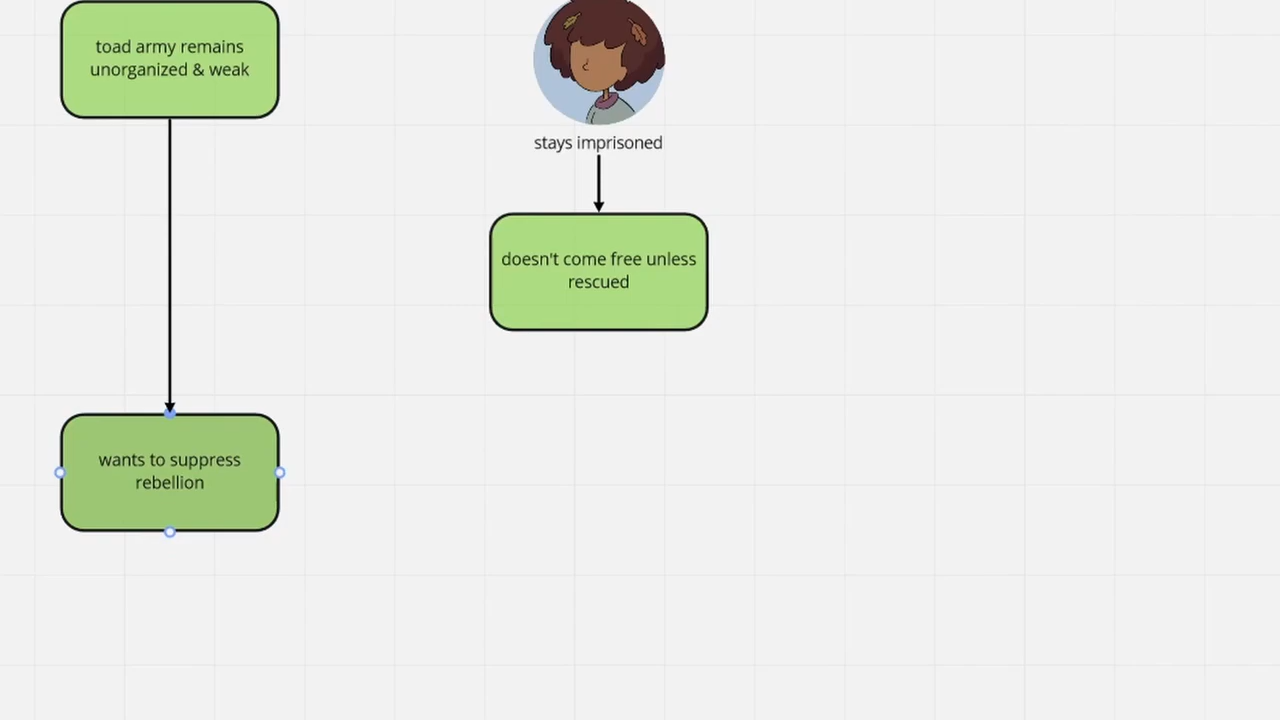 toad army remains
unorganized & weak
stays imprisoned
doesn't come free unless
rescued
wants to suppress
rebellion